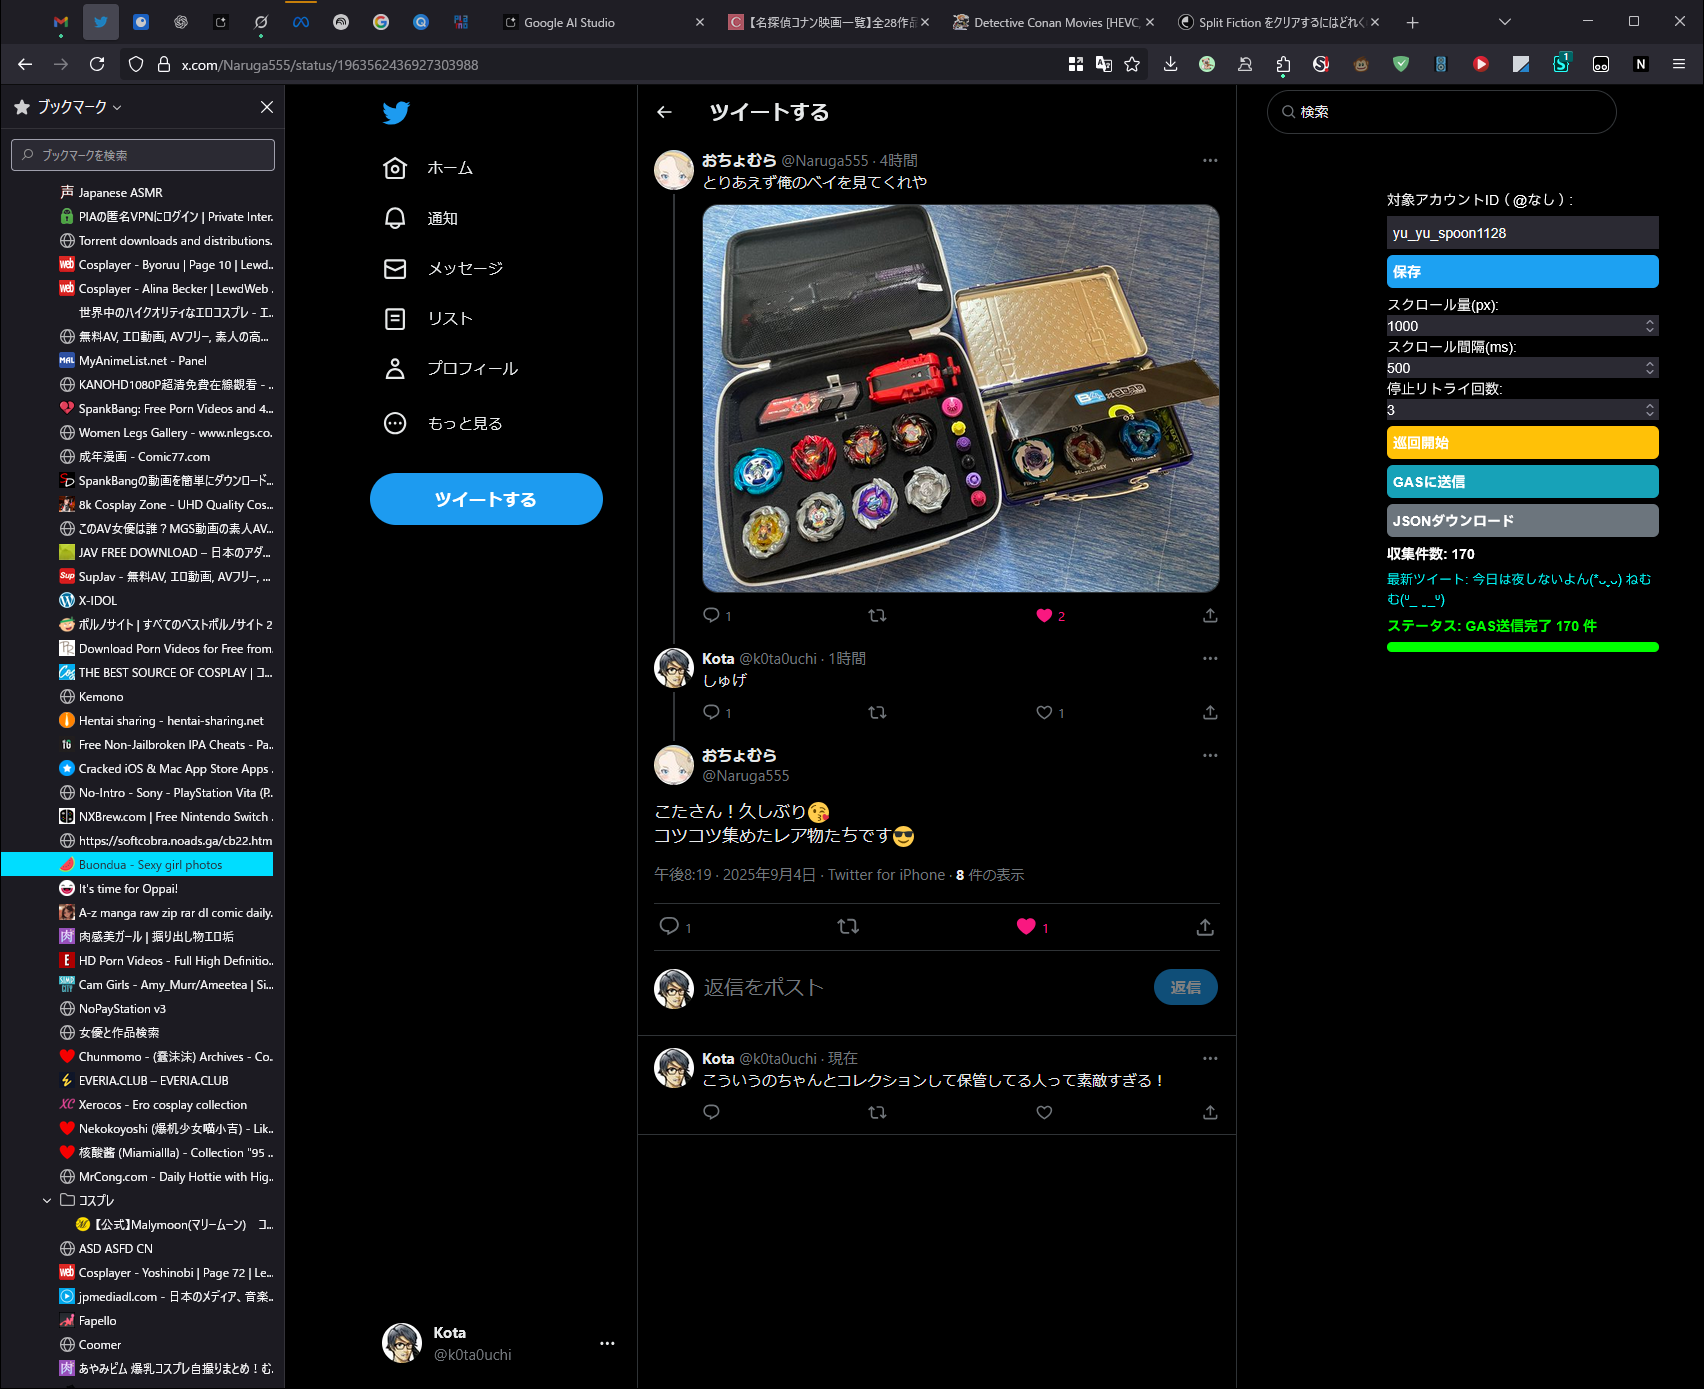 Google AI Studio
【名探偵コナン映画一覧】全28作品
Detective Conan Movies [HEVC,
Split Fiction をクリアするにはどれく
x.com/Naruga555/status/1963562436927303988
ブックマーク
ブックマークを検索
Japanese ASMR
PIAの匿名VPNにログイン | Private Inter...
Torrent downloads and distributions...
Cosplayer - Byoruu | Page 10 | Lewd...
Cosplayer - Alina Becker | LewdWeb ...
世界中のハイクオリティなエロコスプレ - エ...
無料AV, エロ動画, AVフリー, 素人の高...
MyAnimeList.net - Panel
KANOHD1080P超清免費在線觀看 - ...
SpankBang: Free Porn Videos and 4...
Women Legs Gallery - www.nlegs.co...
成年漫画 - Comic77.com
SpankBangの動画を簡単にダウンロード...
8k Cosplay Zone - UHD Quality Cos...
このAV女優は誰？MGS動画の素人AV...
JAV FREE DOWNLOAD – 日本のアダ...
SupJav - 無料AV, エロ動画, AVフリー, ...
X-IDOL
ポルノサイト | すべてのベストポルノサイト 2
Download Porn Videos for Free from...
THE BEST SOURCE OF COSPLAY | コ...
Kemono
Hentai sharing - hentai-sharing.net
Free Non-Jailbroken IPA Cheats - Pa...
Cracked iOS & Mac App Store Apps ...
No-Intro - Sony - PlayStation Vita (P...
NXBrew.com | Free Nintendo Switch ...
https://softcobra.noads.ga/cb22.htm
Buondua - Sexy girl photos
It's time for Oppai!
A-z manga raw zip rar dl comic daily...
肉感美ガール | 掘り出し物エロ垢
HD Porn Videos - Full High Definitio...
Cam Girls - Amy_Murr/Ameetea | Si...
NoPayStation v3
女優と作品検索
Chunmomo - (蠢沫沫) Archives - Co...
EVERIA.CLUB – EVERIA.CLUB
Xerocos - Ero cosplay collection
Nekokoyoshi (爆机少女喵小吉) - Lik...
核酸酱 (Miamiallla) - Collection "95 ...
MrCong.com - Daily Hottie with Hig...
コスプレ
【公式】Malymoon(マリームーン)　コ...
ASD ASFD CN
Cosplayer - Yoshinobi | Page 72 | Le...
jpmediadl.com - 日本のメディア、音楽...
Fapello
Coomer
あやみビム 爆乳コスプレ自撮りまとめ！む...
ホーム
通知
メッセージ
リスト
プロフィール
もっと見る
ツイートする
Kota
@k0ta0uchi
ツイートする
おちょむら @Naruga555 · 4時間
とりあえず俺のベイを見てくれや
1
2
Kota @k0ta0uchi · 1時間
しゅげ
1
1
おちょむら
@Naruga555
こたさん！久しぶり😘
コツコツ集めたレア物たちです😎
午後8:19 · 2025年9月4日 · Twitter for iPhone · 8 件の表示
1
1
返信をポスト
返信
Kota @k0ta0uchi · 現在
こういうのちゃんとコレクションして保管してる人って素敵すぎる！
検索
対象アカウントID（@なし）:
yu_yu_spoon1128
保存
スクロール量(px):
1000
スクロール間隔(ms):
500
停止リトライ回数:
3
巡回開始
GASに送信
JSONダウンロード
収集件数: 170
最新ツイート: 今日は夜しないよん(*ᴗˬᴗ) ねむ
む(ᐡ_ ̫ _ᐡ)
ステータス: GAS送信完了 170 件